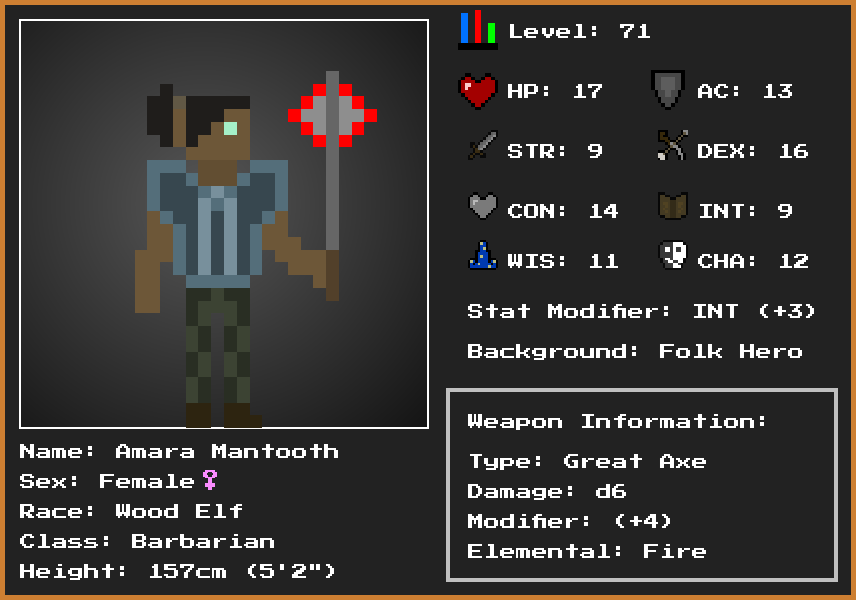 Level: 71
HP: 17 AC: 13
STR: 9 DEX: 16
CON: 14 INT: 9
WIS: 11 CHA: 12
Stat Modifier: INT (+3)
Background: Folk Hero
Weapon Information:
Type: Great Axe
Damage: d6
Modifier: (+4)
Elemental: Fire
Name: Amara Mantooth
Sex: Female♀
Race: Wood Elf
Class: Barbarian
Height: 157cm (5'2")